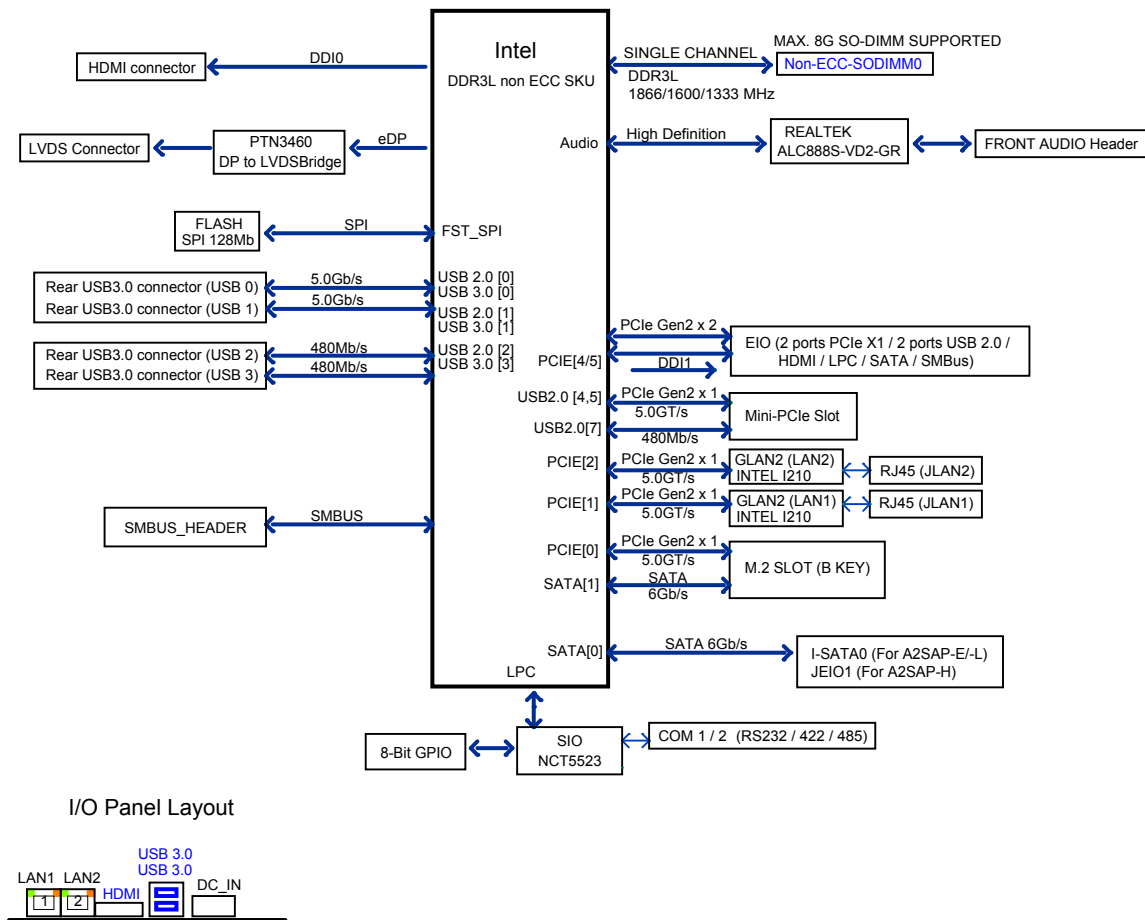 Intel
DDR3L non ECC SKU
HDMI connector
DDI0
SINGLE CHANNEL
DDR3L
1866/1600/1333 MHz
MAX. 8G SO-DIMM SUPPORTED
Non-ECC-SODIMM0
LVDS Connector
PTN3460
DP to LVDSBridge
eDP
Audio
High Definition
REALTEK
ALC888S-VD2-GR
FRONT AUDIO Header
FLASH
SPI 128Mb
SPI
FST_SPI
Rear USB3.0 connector (USB 0)
Rear USB3.0 connector (USB 1)
5.0Gb/s
5.0Gb/s
USB 2.0 [0]
USB 3.0 [0]
USB 2.0 [1]
USB 3.0 [1]
Rear USB3.0 connector (USB 2)
Rear USB3.0 connector (USB 3)
480Mb/s
480Mb/s
USB 2.0 [2]
USB 3.0 [3]
PCIE[4/5]
PCIe Gen2 x 2
DDI1
EIO (2 ports PCIe X1 / 2 ports USB 2.0 /
HDMI / LPC / SATA / SMBus)
USB2.0 [4,5]
USB2.0[7]
PCIe Gen2 x 1
5.0GT/s
480Mb/s
Mini-PCIe Slot
PCIE[2]
PCIe Gen2 x 1
5.0GT/s
GLAN2 (LAN2)
INTEL I210
RJ45 (JLAN2)
PCIE[1]
PCIe Gen2 x 1
5.0GT/s
GLAN2 (LAN1)
INTEL I210
RJ45 (JLAN1)
SMBUS_HEADER
SMBUS
PCIE[0]
PCIe Gen2 x 1
5.0GT/s
SATA[1]
SATA
6Gb/s
M.2 SLOT (B KEY)
SATA[0]
SATA 6Gb/s
I-SATA0 (For A2SAP-E/-L)
JEIO1 (For A2SAP-H)
LPC
8-Bit GPIO
SIO
NCT5523
COM 1 / 2 (RS232 / 422 / 485)
I/O Panel Layout
USB 3.0
USB 3.0
LAN1
LAN2
HDMI
DC_IN
1
2